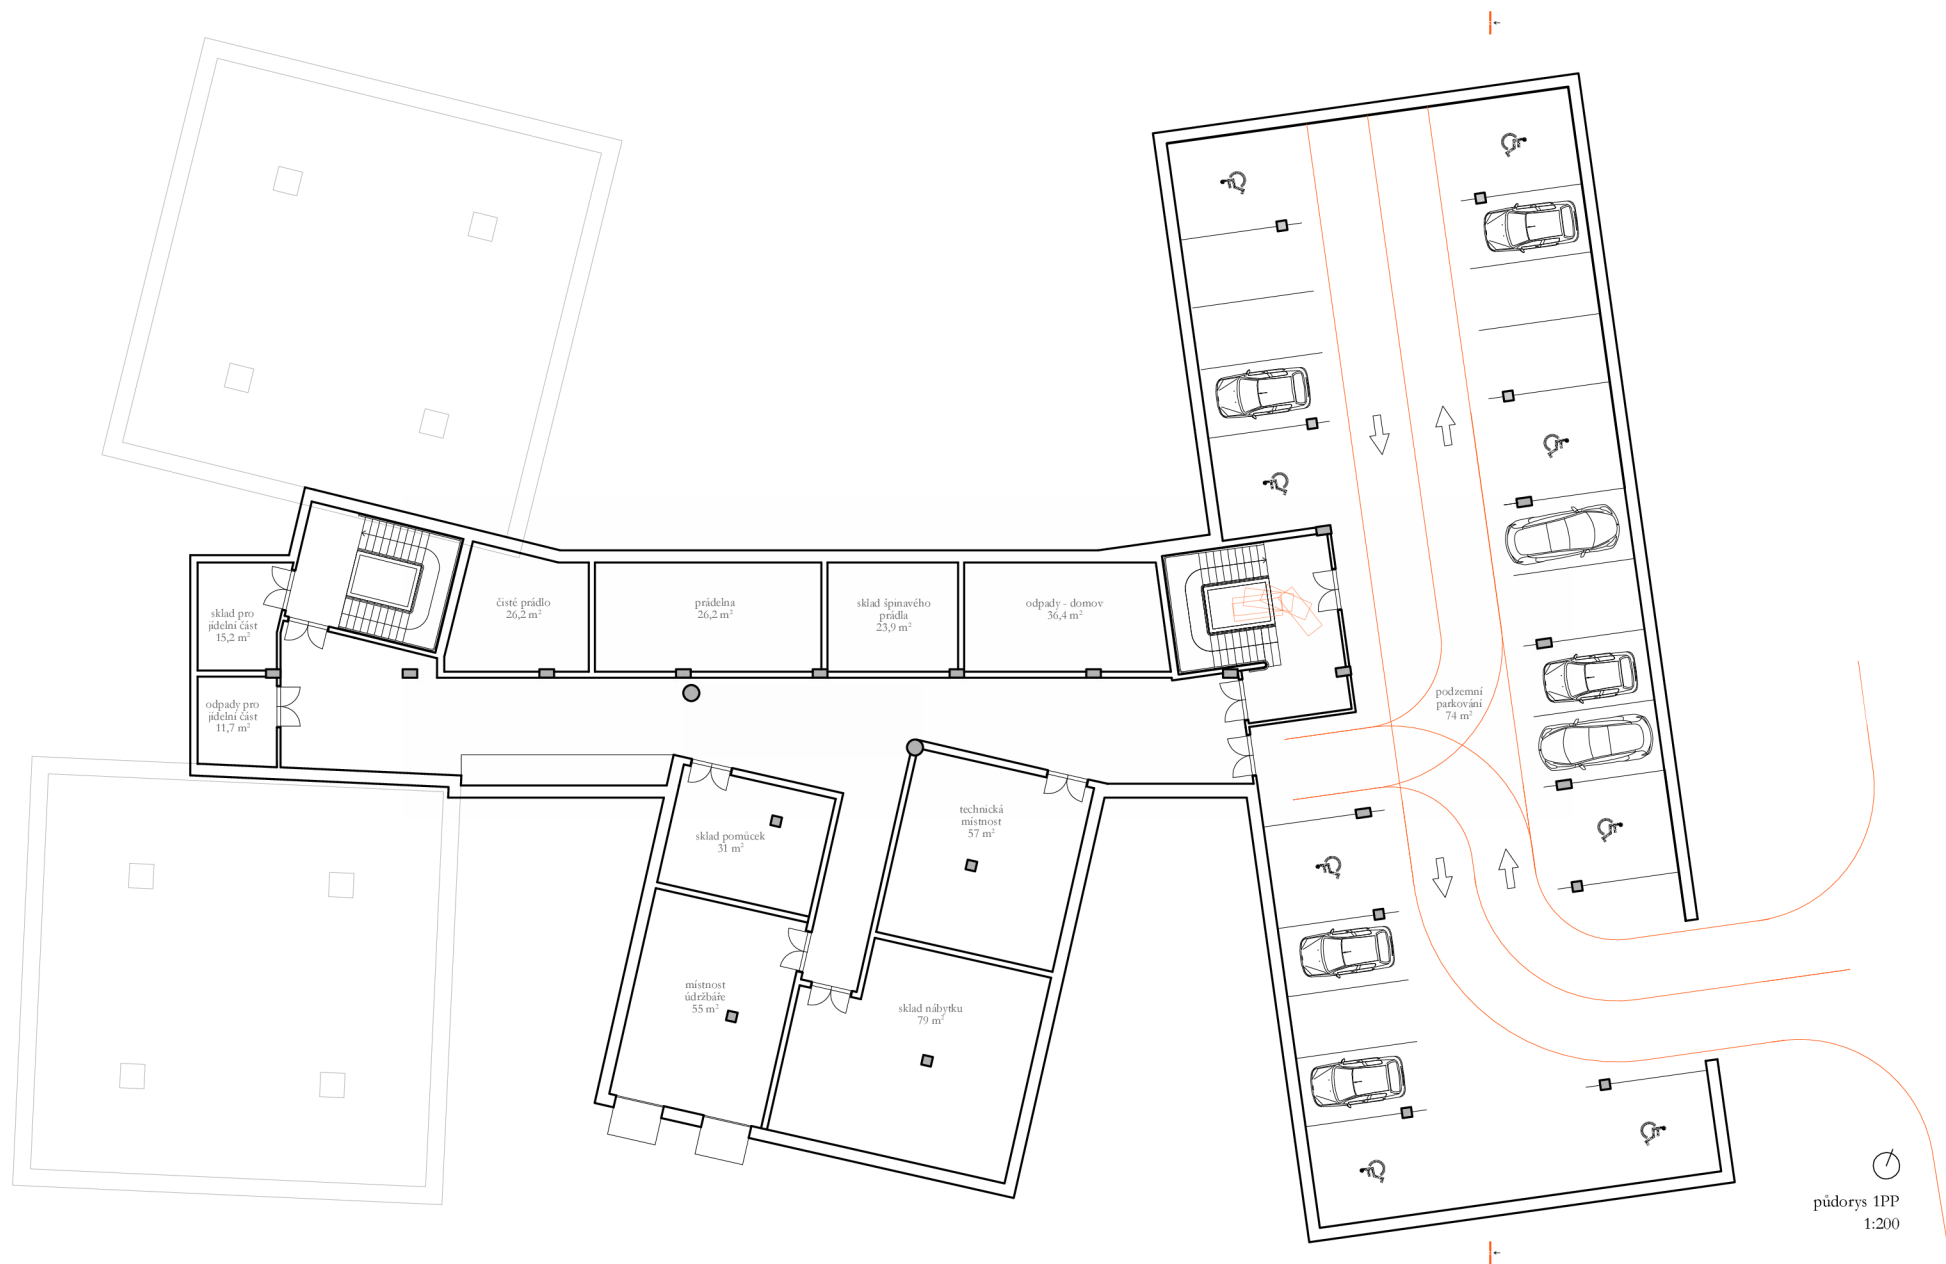 čisté prádlo
26,2 m²
prádelna
26,2 m²
sklad špinavého
prádla
23,9 m²
odpady - domov
36,4 m²
sklad pro
jídelní část
15,2 m²
odpady pro
jídelní část
11,7 m²
podzemní
parkování
74 m²
sklad pomůcek
31 m²
technická
místnost
57 m²
místnost
údržbáře
55 m²
sklad nábytku
79 m²
půdorys 1PP
1:200